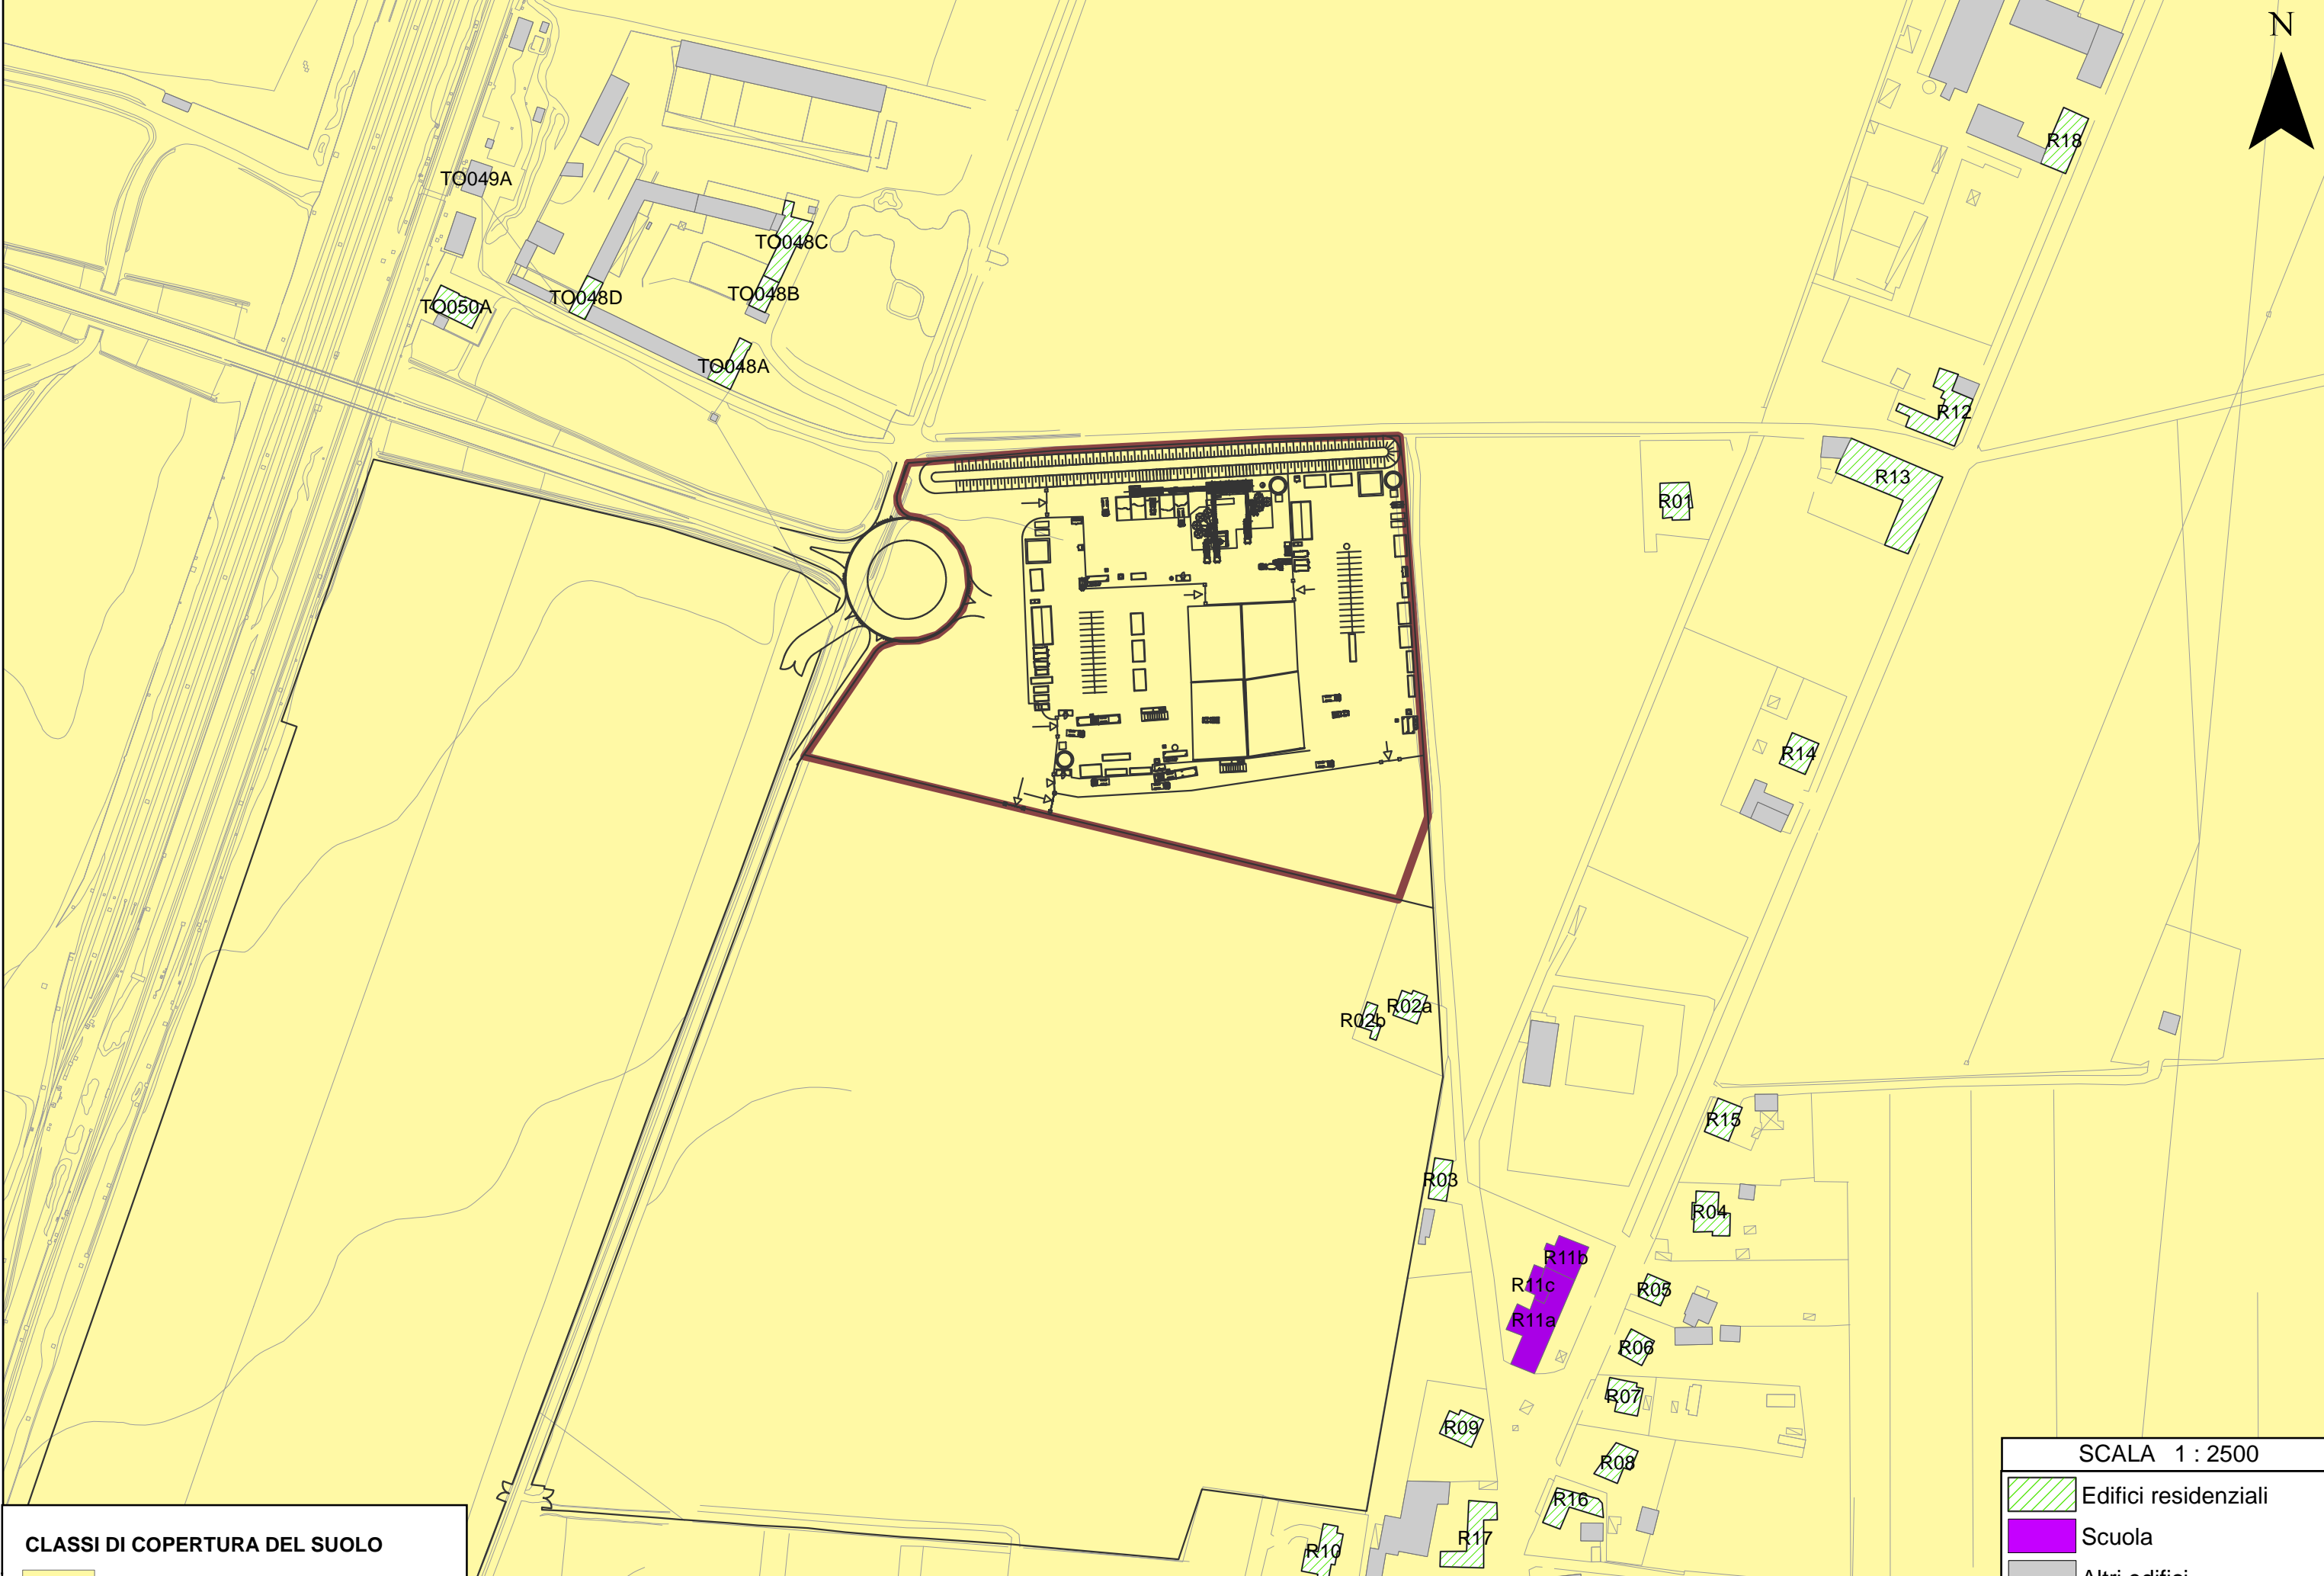 N
R18
TO049A
TO048C
TO048B
TO048D
TO050A
TO048A
R12
R13
R01
R14
R02a
R02b
R15
R03
R04
R11b
R11c
R05
R11a
R06
R07
R09
R08
R16
R17
R10
SCALA 1 : 2500
Edifici residenziali
Scuola
Altri edifici
CLASSI DI COPERTURA DEL SUOLO